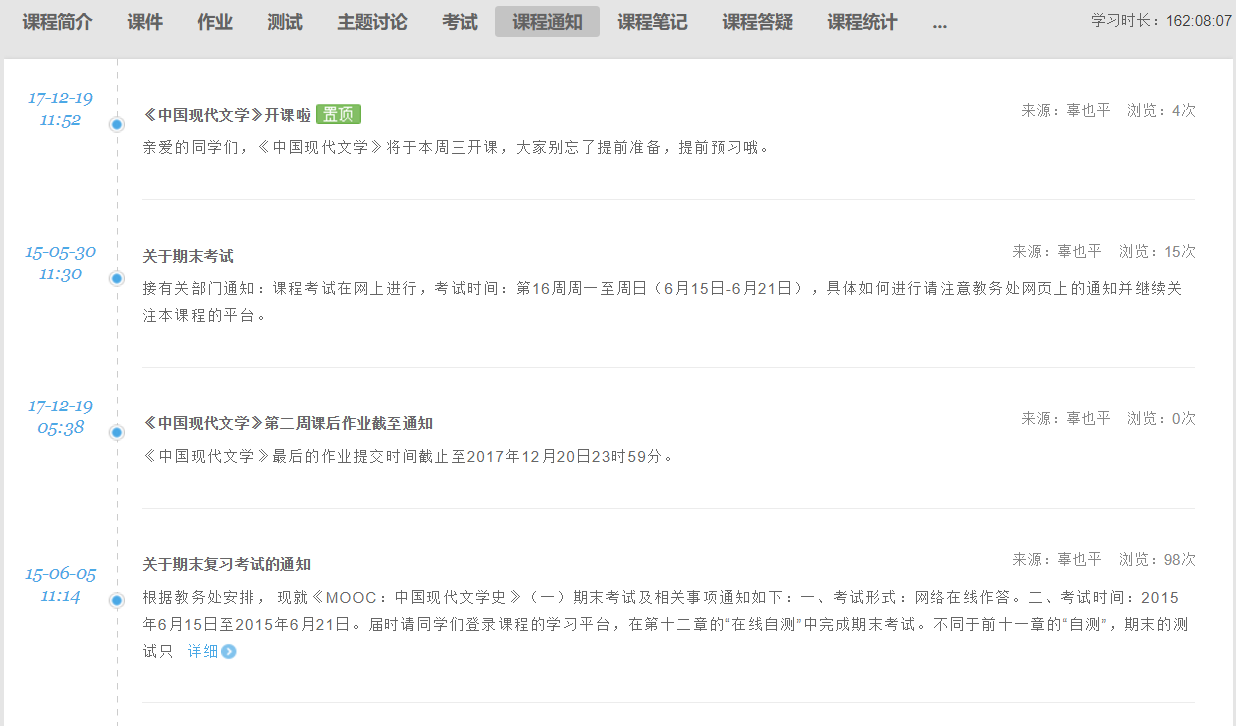 课程简介 课件 作业 测试 主题讨论 考试 课程通知 课程笔记 课程答疑 课程统计 ... 学习时长：162:08:07
17-12-19
11:52
《中国现代文学》开课啦 置顶 来源：辜也平 浏览：4次
亲爱的同学们，《中国现代文学》将于本周三开课，大家别忘了提前准备，提前预习哦。
15-05-30
11:30
关于期末考试 来源：辜也平 浏览：15次
接有关部门通知：课程考试在网上进行，考试时间：第16周周一至周日（6月15日-6月21日），具体如何进行请注意教务处网页上的通知并继续关
注本课程的平台。
17-12-19
05:38
《中国现代文学》第二周课后作业截至通知 来源：辜也平 浏览：0次
《中国现代文学》最后的作业提交时间截止至2017年12月20日23时59分。
15-06-05
11:14
关于期末复习考试的通知 来源：辜也平 浏览：98次
根据教务处安排， 现就《MOOC：中国现代文学史》（一）期末考试及相关事项通知如下：一、考试形式：网络在线作答。二、考试时间：2015
年6月15日至2015年6月21日。届时请同学们登录课程的学习平台，在第十二章的“在线自测”中完成期末考试。不同于前十一章的“自测”，期末的测
试只 详细